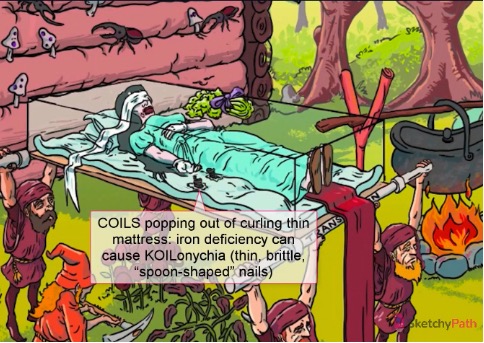 COILS popping out of curling thin
mattress: iron deficiency can
cause KOILonychia (thin, brittle,
“spoon-shaped” nails)
SketchyPath